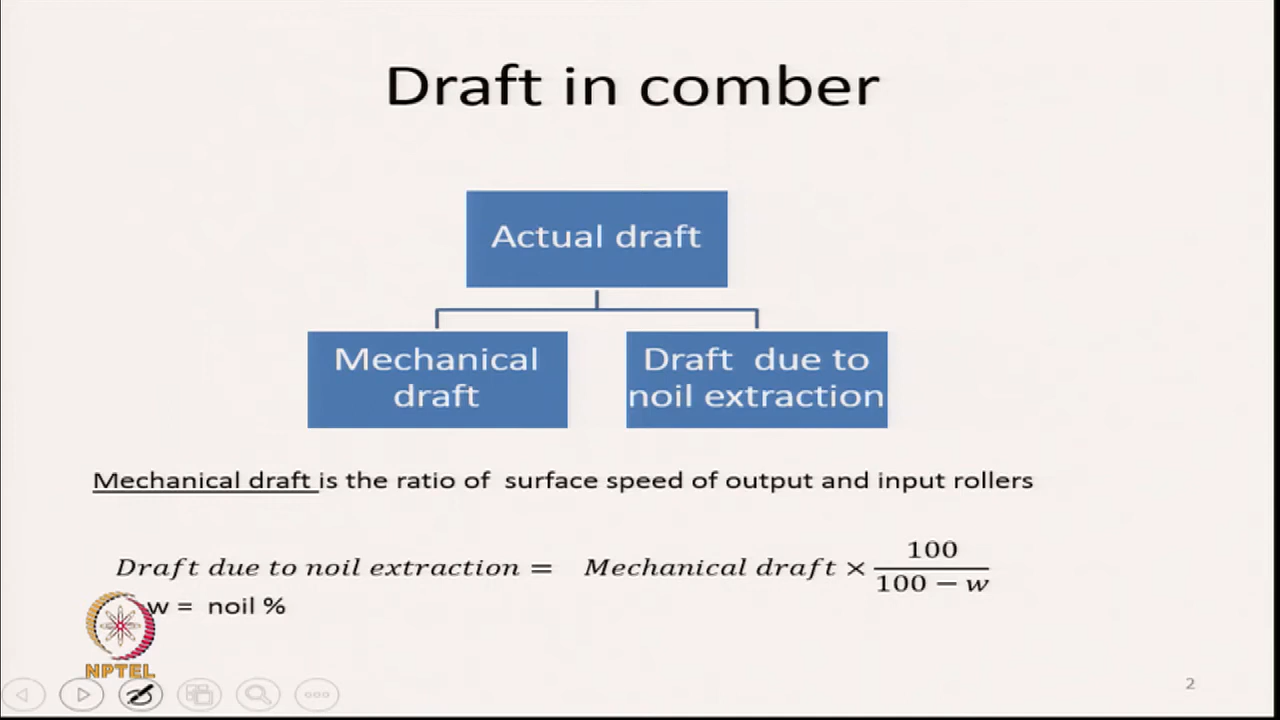 Draft in comber
Actual draft
Mechanical
draft
Draft due to
noil extraction
Mechanical draft is the ratio of surface speed of output and input rollers
Draft due to noil extraction = Mechanical draft × 100 / (100 − w)
w = noil %
NPTEL
2